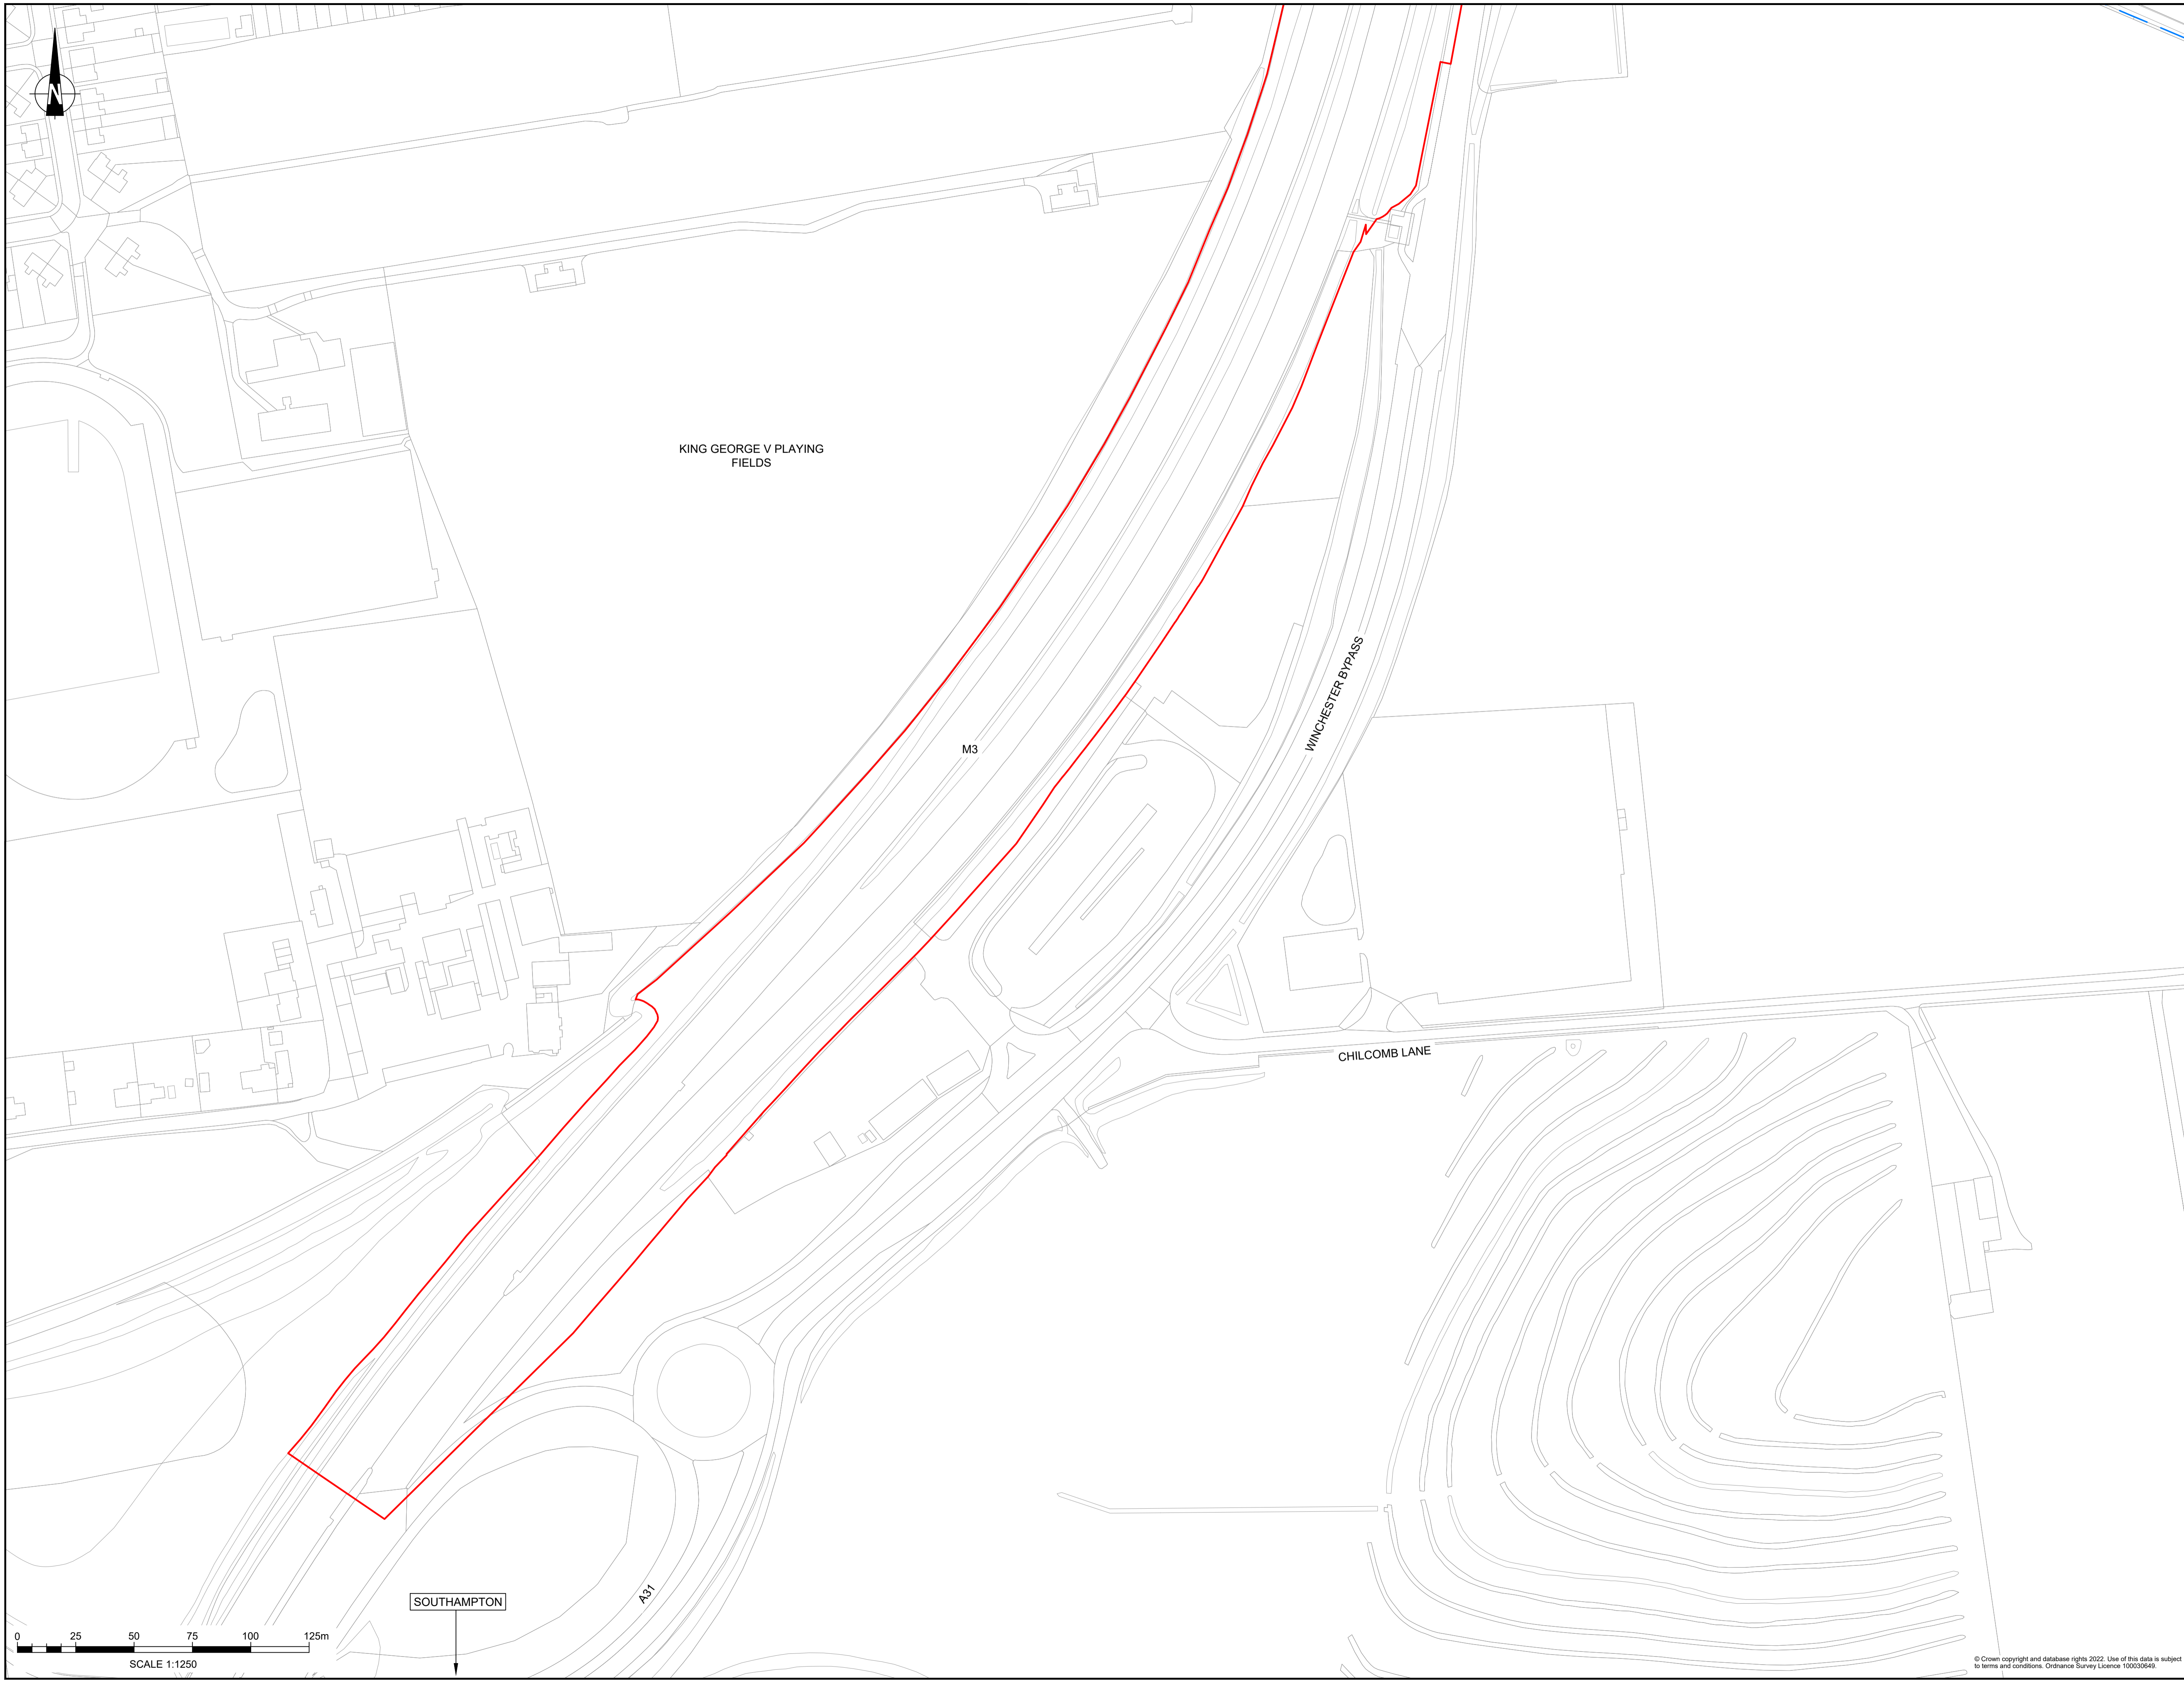 N
KING GEORGE V PLAYING
FIELDS
WINCHESTER BYPASS
M3
CHILCOMB LANE
A31
SOUTHAMPTON
0 25 50 75 100 125m
SCALE 1:1250
© Crown copyright and database rights 2022. Use of this data is subject
to terms and conditions. Ordnance Survey Licence 100030649.